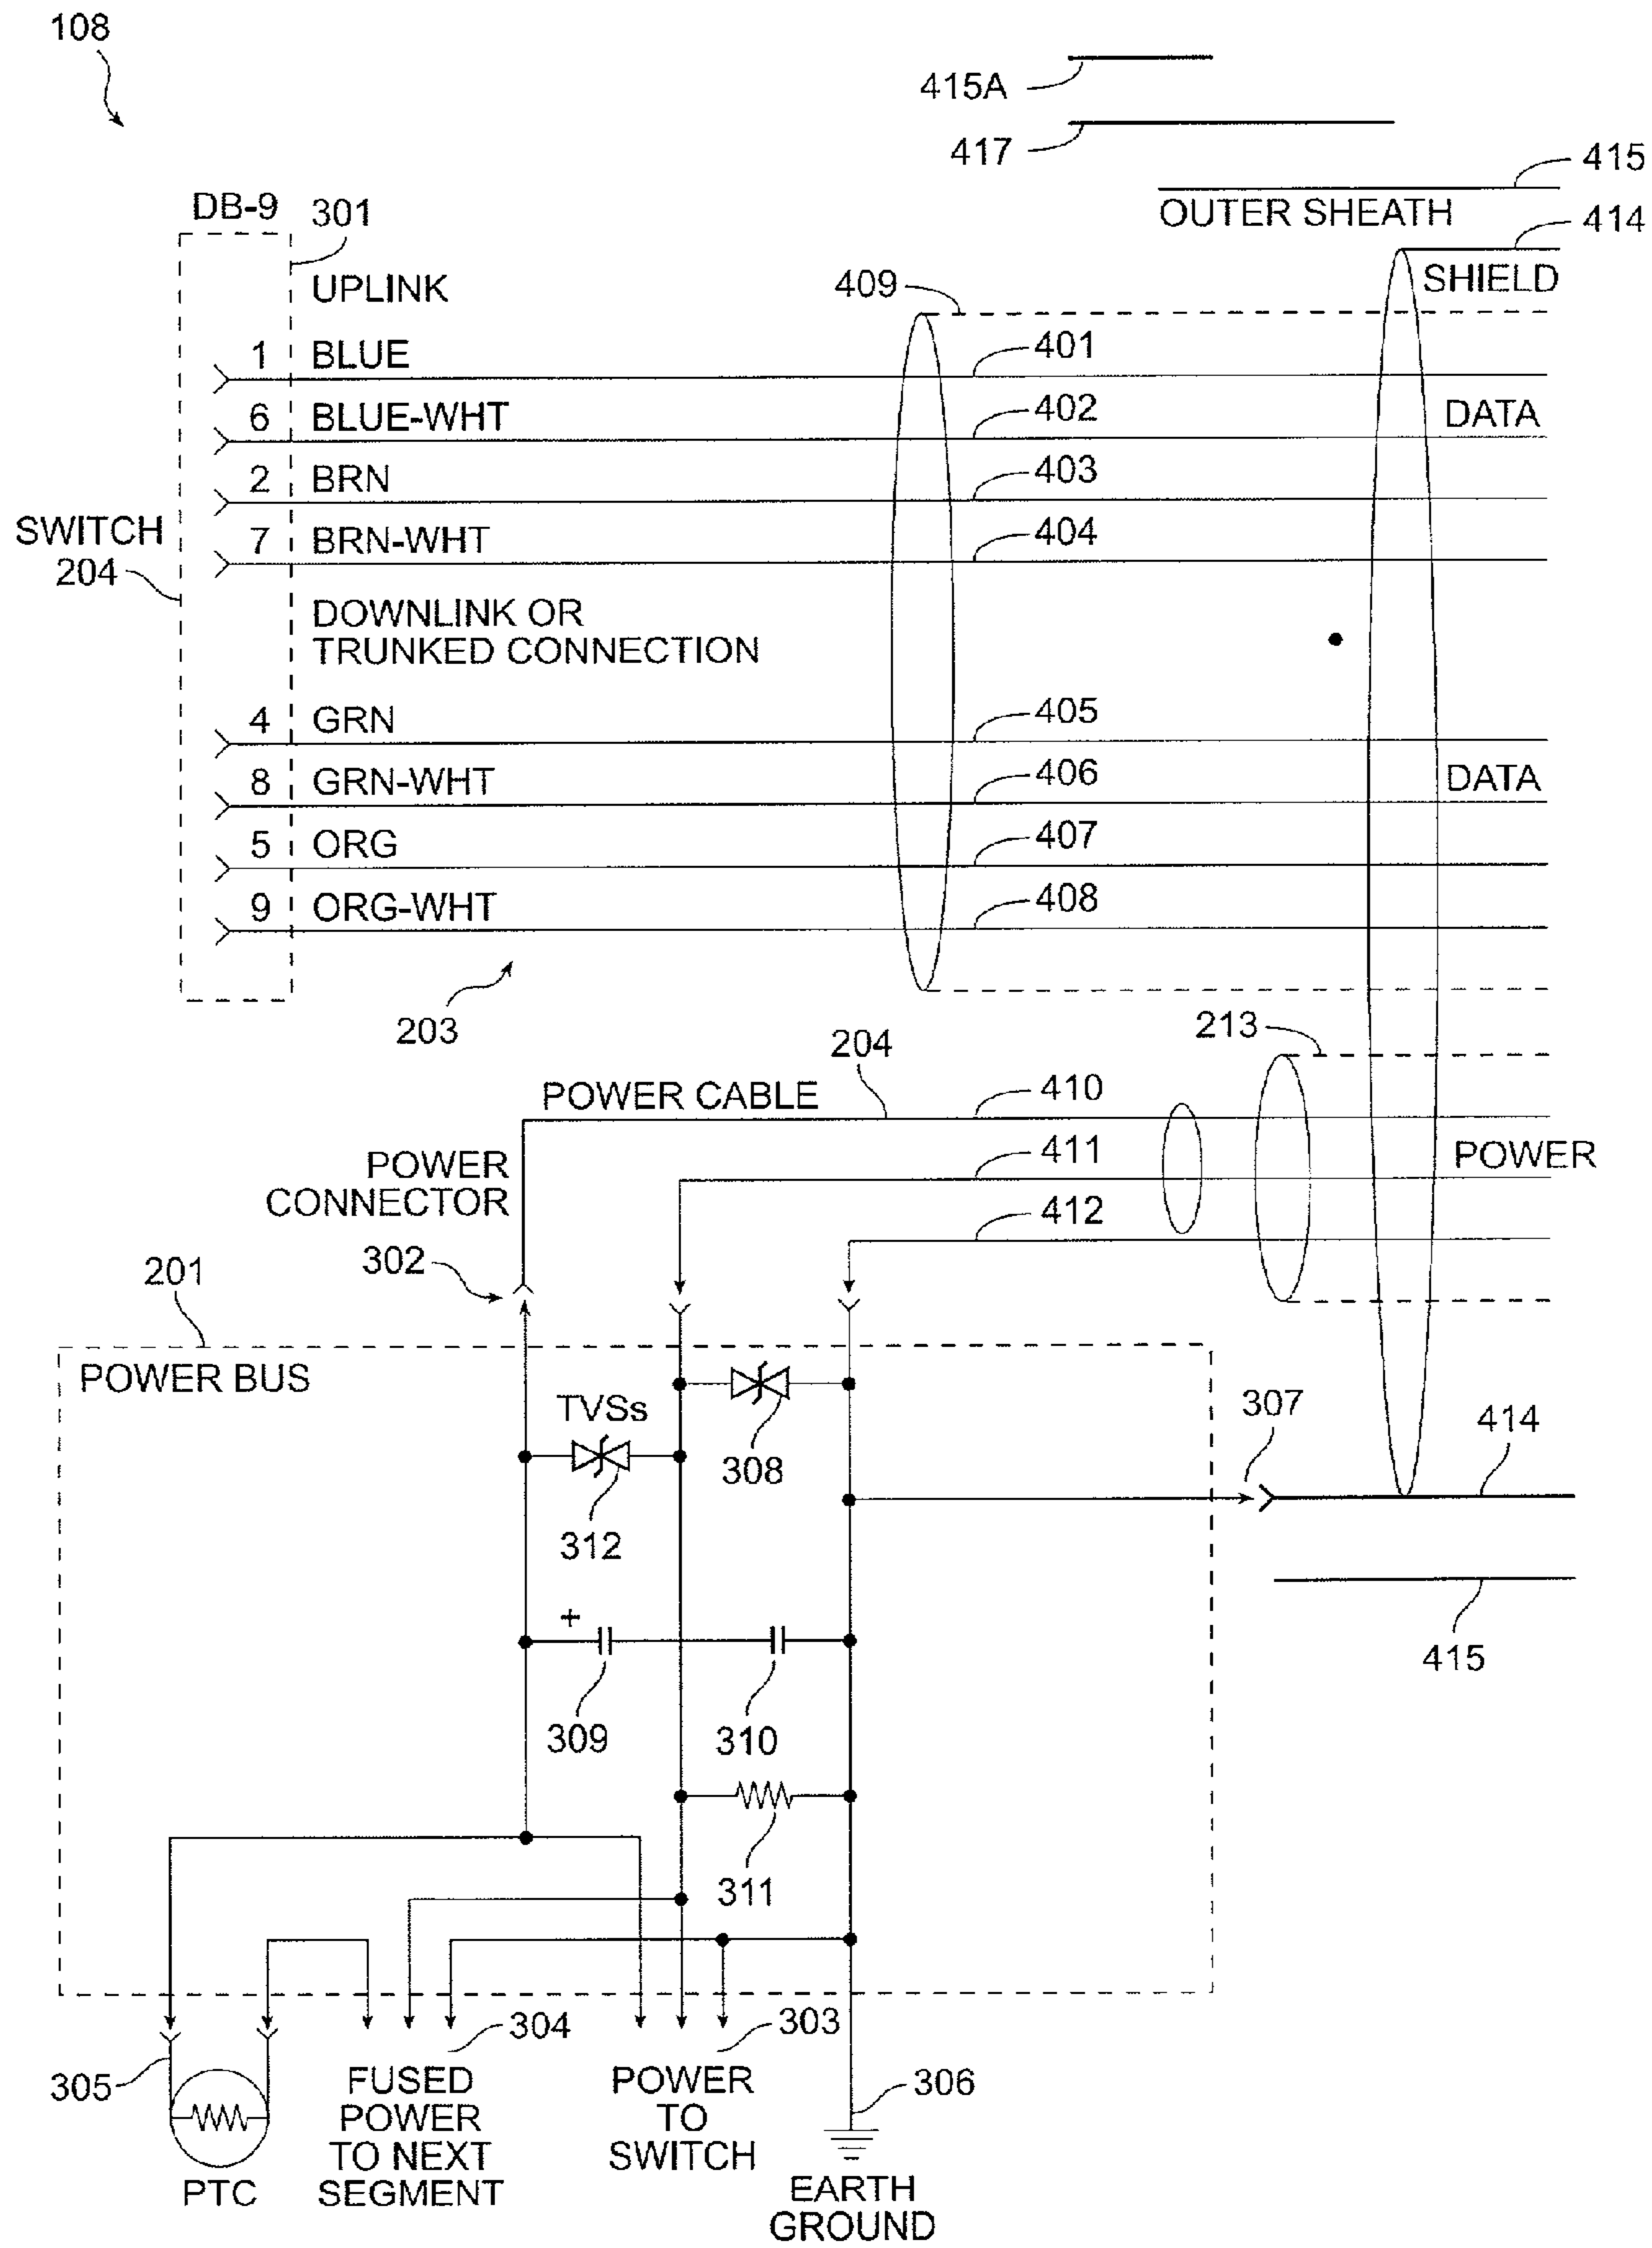 108
415A
417
415
OUTER SHEATH
414
SHIELD
DB-9
301
UPLINK
409
1 BLUE
401
6 BLUE-WHT
402
DATA
2 BRN
403
SWITCH
204
7 BRN-WHT
404
DOWNLINK OR
TRUNKED CONNECTION
4 GRN
405
8 GRN-WHT
406
DATA
5 ORG
407
9 ORG-WHT
408
203
213
204
POWER CABLE
410
POWER
CONNECTOR
411
POWER
412
302
201
POWER BUS
TVSs
308
312
307
414
+
309
310
415
311
305
PTC
304
FUSED
POWER
TO NEXT
SEGMENT
303
POWER
TO
SWITCH
306
EARTH
GROUND